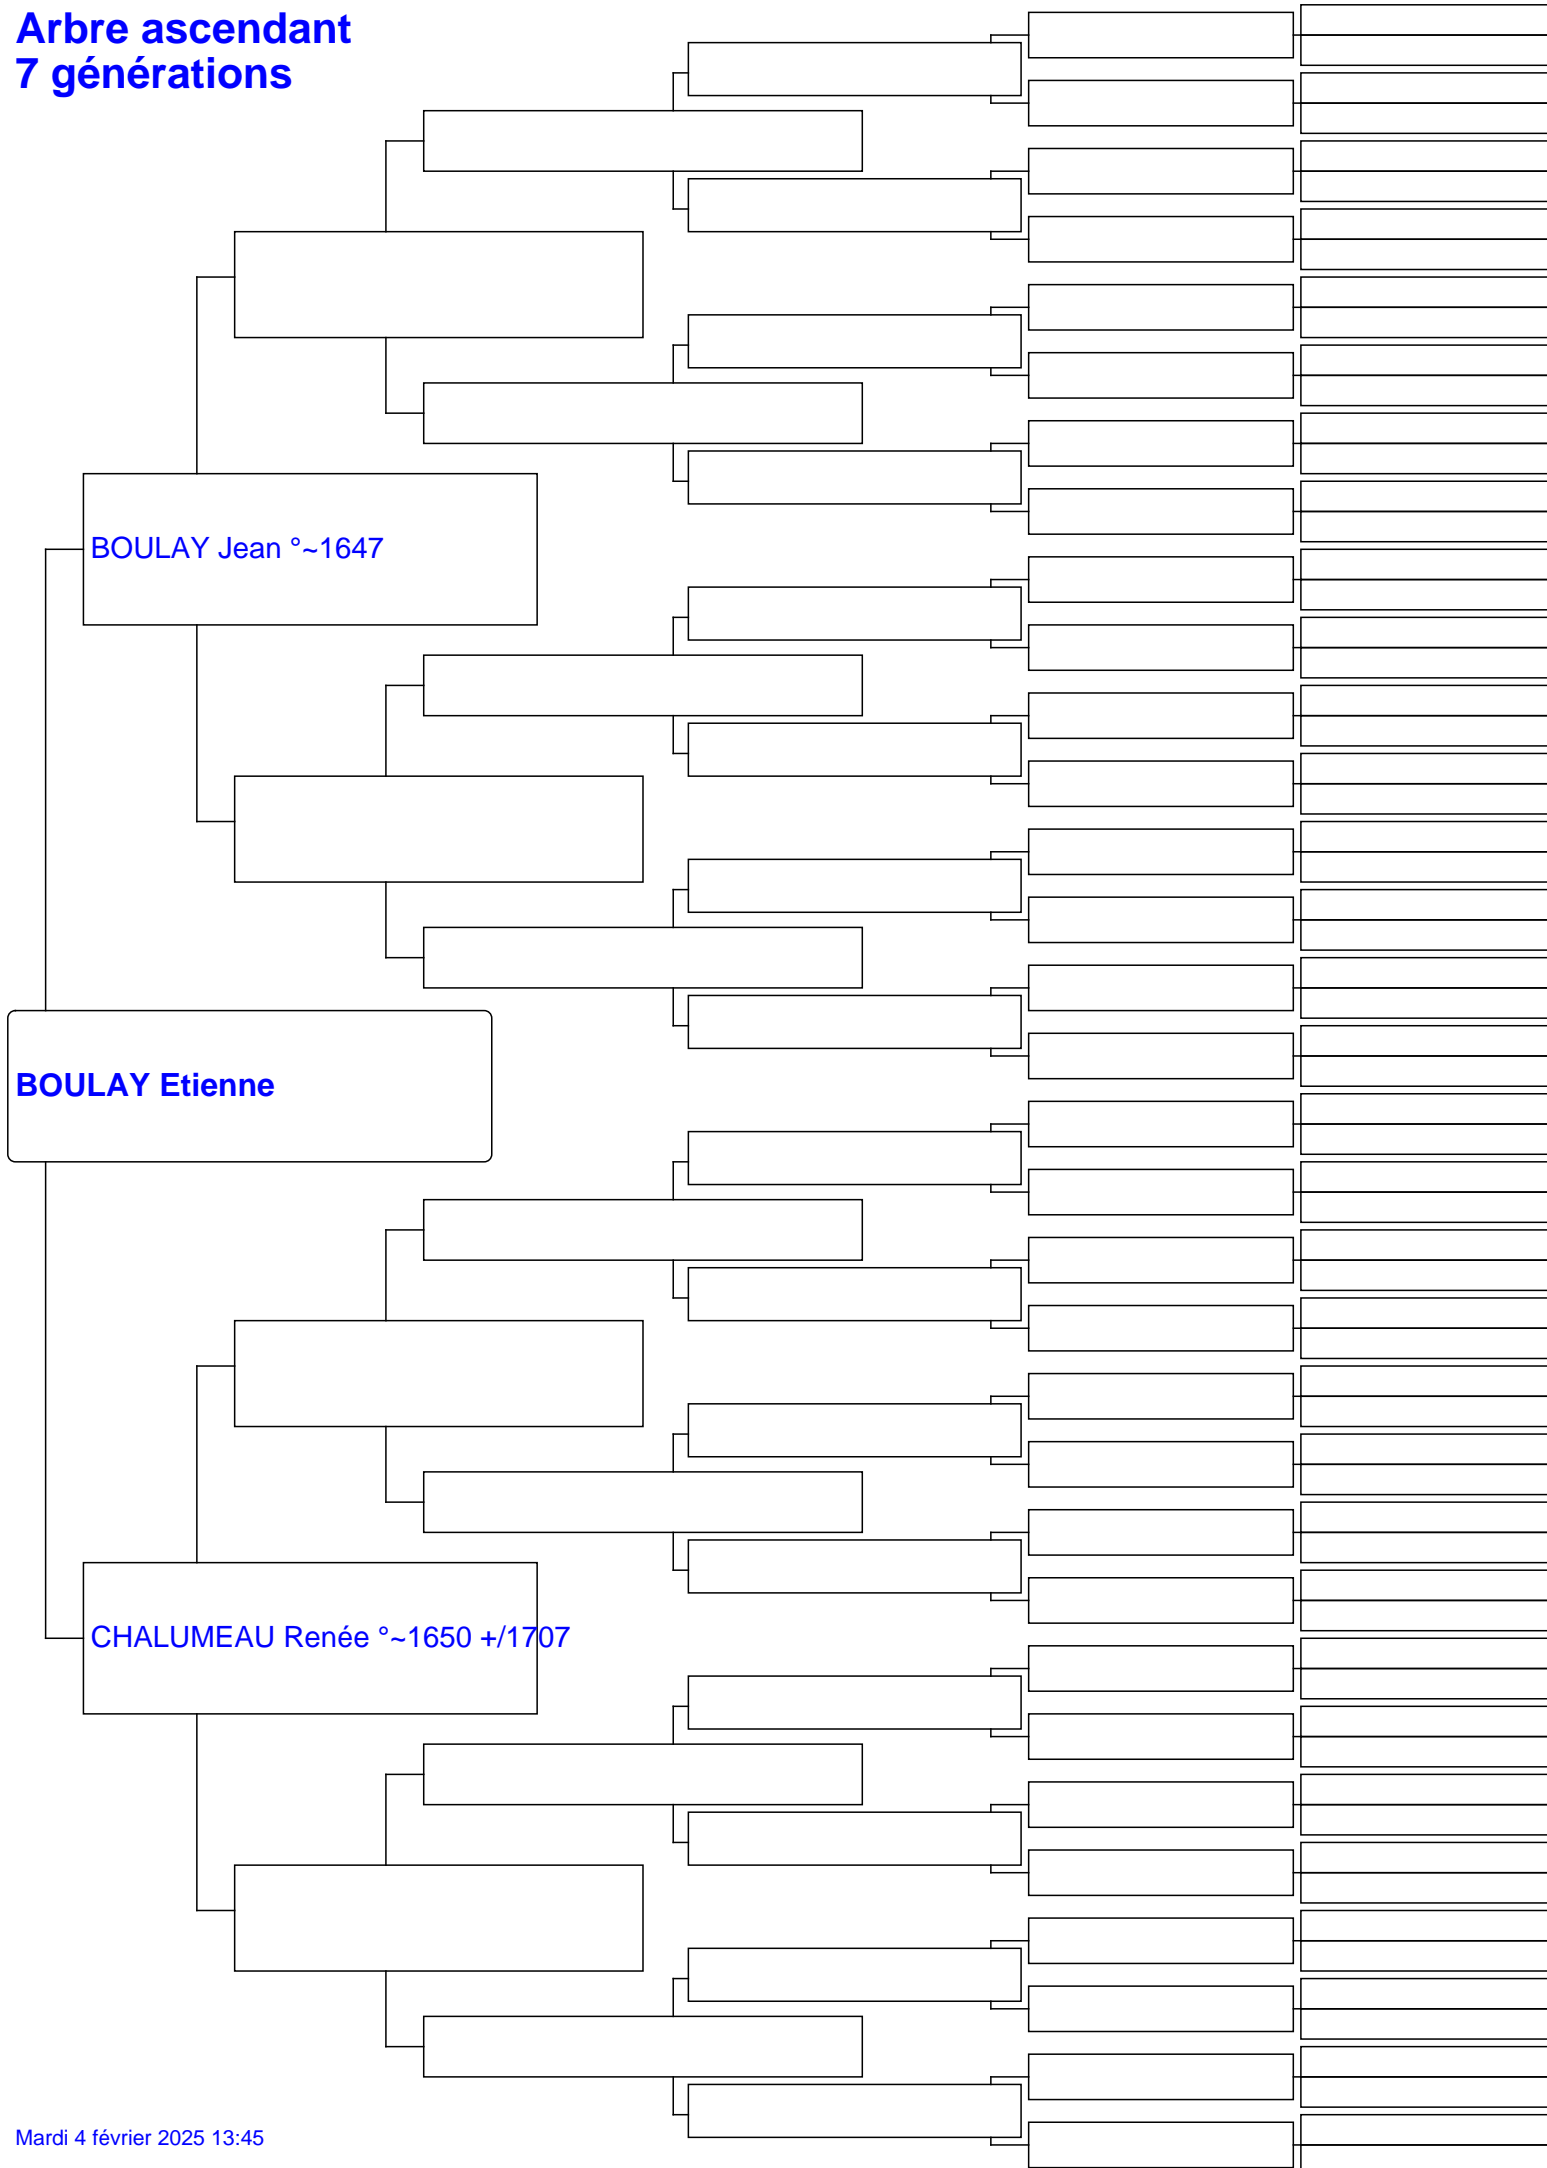 Arbre ascendant
7 générations
BOULAY Jean °~1647
BOULAY Etienne
CHALUMEAU Renée °~1650 +/1707
Mardi 4 février 2025 13:45